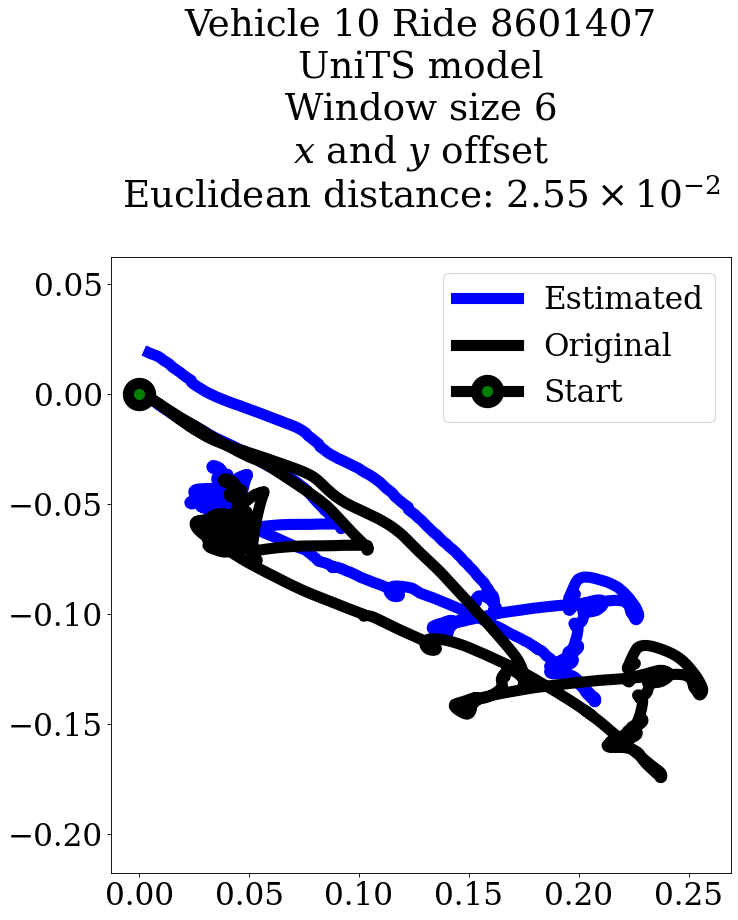 Vehicle 10 Ride 8601407
UniTS model
Window size 6
x and y offset
Euclidean distance: 2.55 × 10⁻²
Estimated
Original
Start
0.05
0.00
−0.05
−0.10
−0.15
−0.20
0.00 0.05 0.10 0.15 0.20 0.25